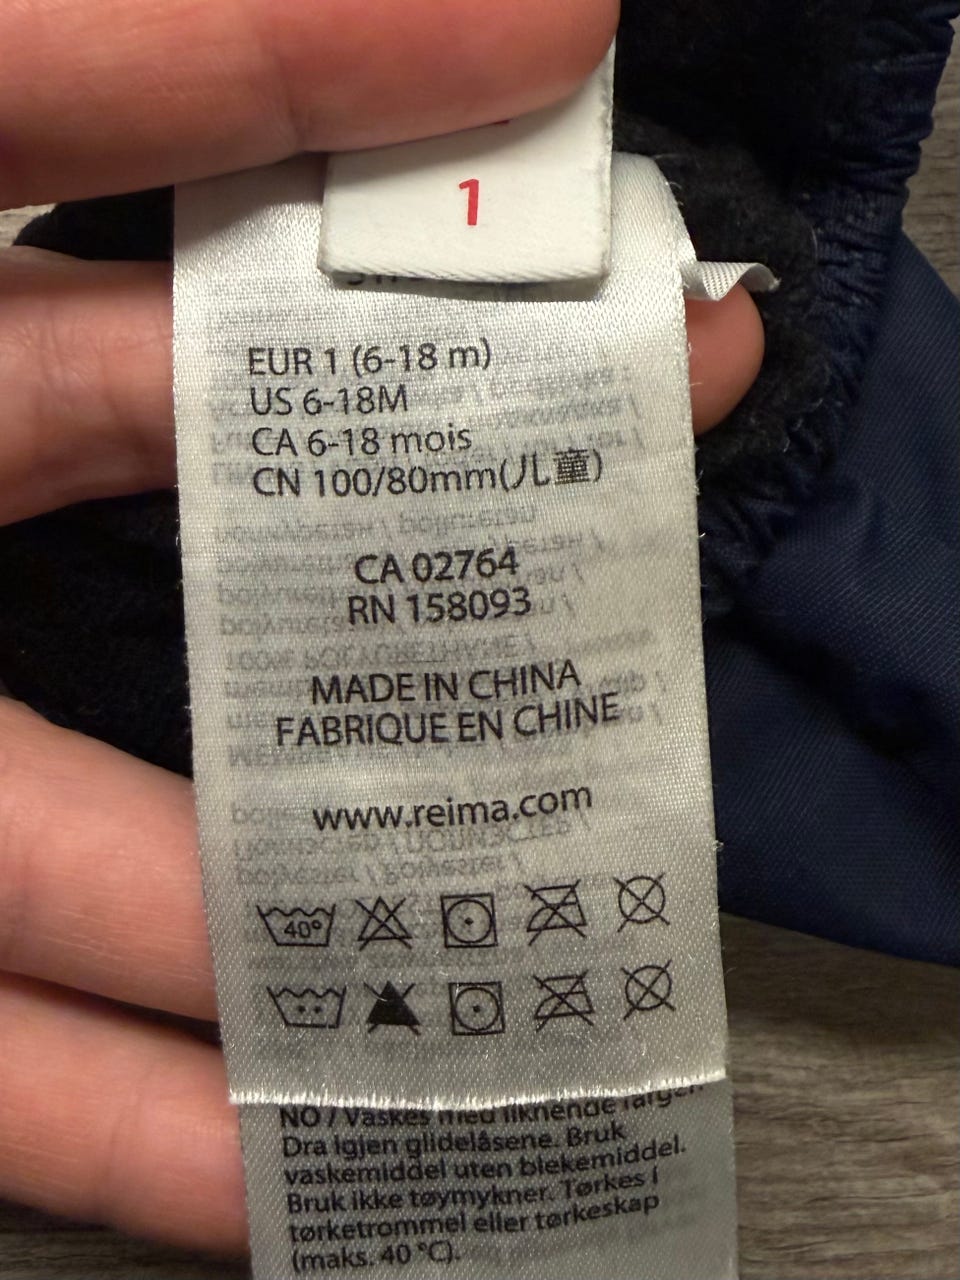 1
EUR 1 (6-18 m)
US 6-18M
CA 6-18 mois
CN 100/80mm(儿童)
CA 02764
RN 158093
MADE IN CHINA
FABRIQUE EN CHINE
www.reima.com
40°
NO / Vaskes med liknende farger.
Dra igjen glidelåsene. Bruk
vaskemiddel uten blekemiddel.
Bruk ikke tøymykner. Tørkes i
tørketrommel eller tørkeskap
(maks. 40 °C).